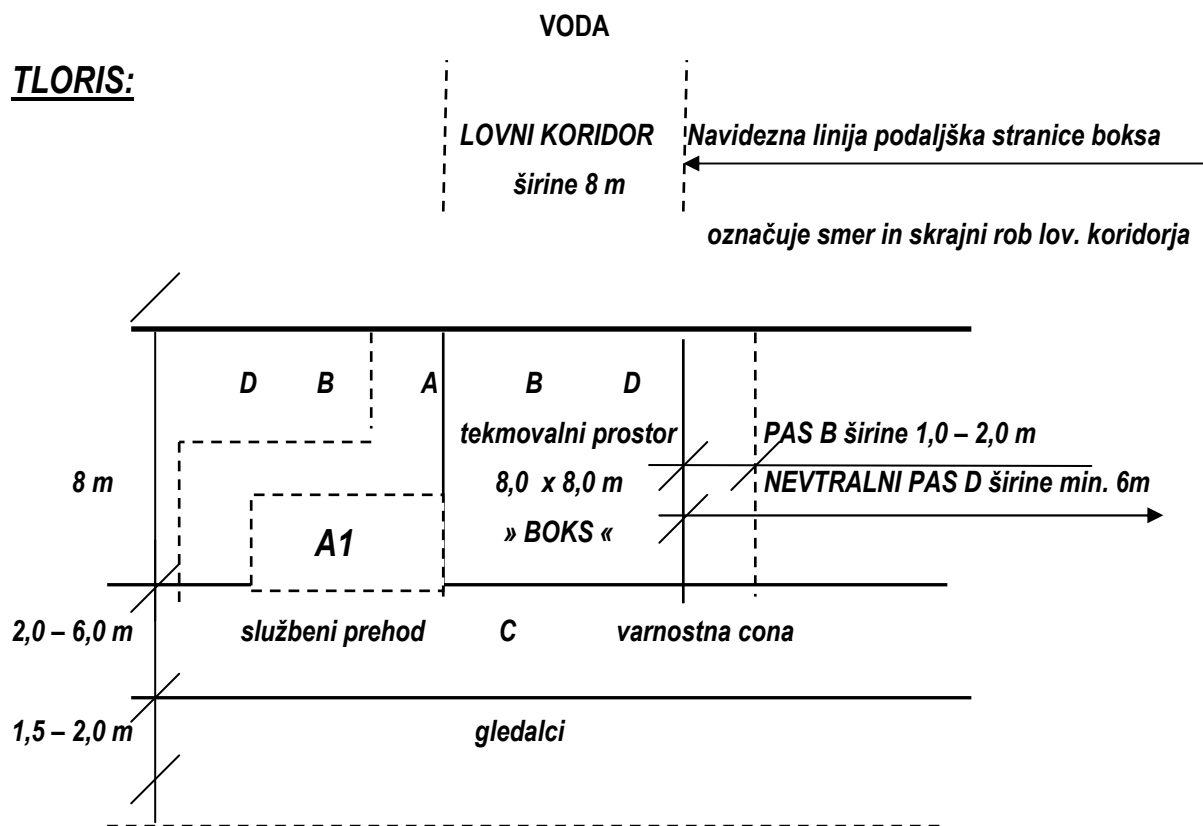 VODA
TLORIS:
LOVNI KORIDOR
širine 8 m
Navidezna linija podaljška stranice boksa
označuje smer in skrajni rob lov. koridorja
D B A B D
tekmovalni prostor
8,0 x 8,0 m
» BOKS «
PAS B širine 1,0 – 2,0 m
NEVTRALNI PAS D širine min. 6m
8 m
A1
2,0 – 6,0 m
službeni prehod C varnostna cona
1,5 – 2,0 m
gledalci